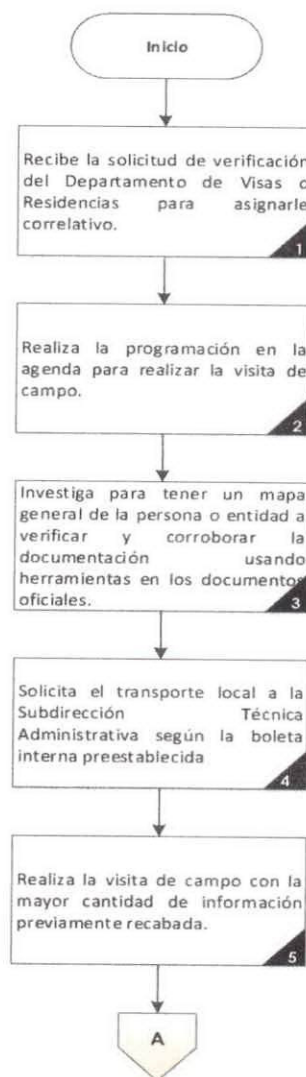 Inicio
Recibe la solicitud de verificación
del Departamento de Visas o
Residencias para asignarle
correlativo.
1
Realiza la programación en la
agenda para realizar la visita de
campo.
2
Investiga para tener un mapa
general de la persona o entidad a
verificar y corroborar la
documentación usando
herramientas en los documentos
oficiales.
3
Solicita el transporte local a la
Subdirección Técnica
Administrativa según la boleta
interna preestablecida
4
Realiza la visita de campo con la
mayor cantidad de información
previamente recabada.
5
A